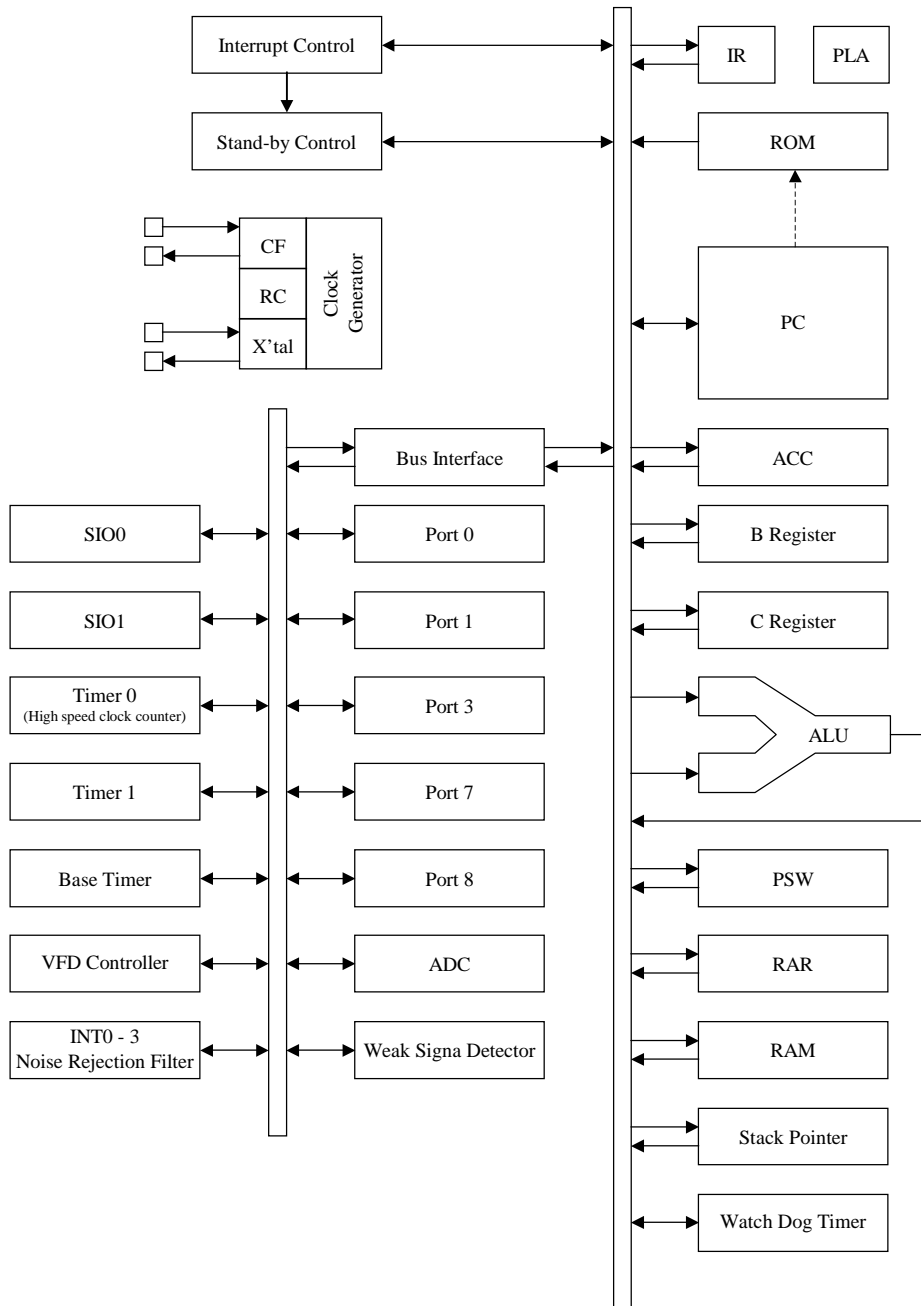 Interrupt Control
IR
PLA
Stand-by Control
ROM
CF
RC
X'tal
Clock
Generator
PC
Bus Interface
ACC
SIO0
Port 0
B Register
SIO1
Port 1
C Register
Timer 0
(High speed clock counter)
Port 3
ALU
Timer 1
Port 7
Base Timer
Port 8
PSW
VFD Controller
ADC
RAR
INT0 - 3
Noise Rejection Filter
Weak Signa Detector
RAM
Stack Pointer
Watch Dog Timer